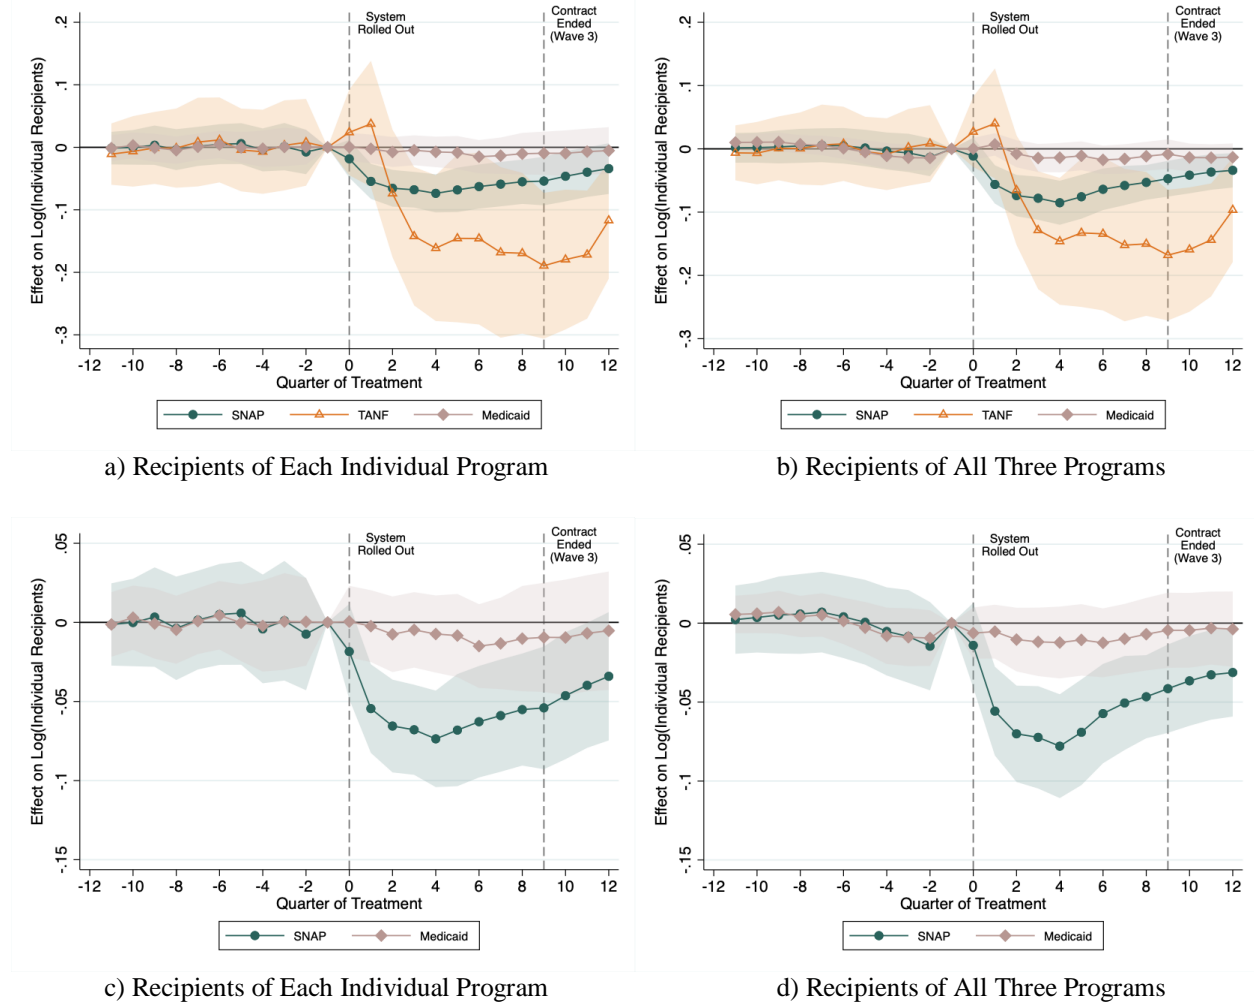 System
Rolled Out
Contract
Ended
(Wave 3)
Effect on Log(Individual Recipients)
.2
.1
0
-.1
-.2
-.3
-12 -10 -8 -6 -4 -2 0 2 4 6 8 10 12
Quarter of Treatment
SNAP TANF Medicaid
a) Recipients of Each Individual Program
System
Rolled Out
Contract
Ended
(Wave 3)
Effect on Log(Individual Recipients)
.2
.1
0
-.1
-.2
-.3
-12 -10 -8 -6 -4 -2 0 2 4 6 8 10 12
Quarter of Treatment
SNAP TANF Medicaid
b) Recipients of All Three Programs
System
Rolled Out
Contract
Ended
(Wave 3)
Effect on Log(Individual Recipients)
.05
0
-.05
-.1
-.15
-12 -10 -8 -6 -4 -2 0 2 4 6 8 10 12
Quarter of Treatment
SNAP Medicaid
c) Recipients of Each Individual Program
System
Rolled Out
Contract
Ended
(Wave 3)
Effect on Log(Individual Recipients)
.05
0
-.05
-.1
-.15
-12 -10 -8 -6 -4 -2 0 2 4 6 8 10 12
Quarter of Treatment
SNAP Medicaid
d) Recipients of All Three Programs